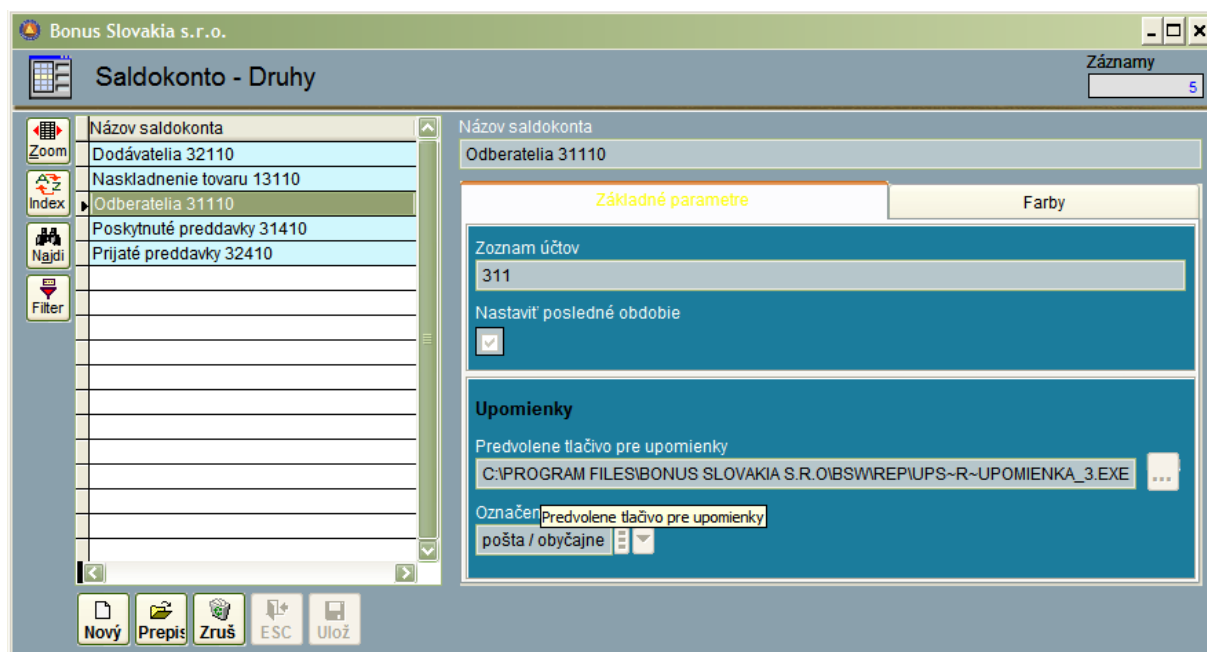 Bonus Slovakia s.r.o.
Saldokonto - Druhy
Záznamy
5
Zoom
Index
Najdi
Filter
Názov saldokonta
Dodávatelia 32110
Naskladnenie tovaru 13110
Odberatelia 31110
Poskytnuté preddavky 31410
Prijaté preddavky 32410
Názov saldokonta
Odberatelia 31110
Základné parametre
Farby
Zoznam účtov
311
Nastaviť posledné obdobie
Upomienky
Predvolene tlačivo pre upomienky
C:\PROGRAM FILES\BONUS SLOVAKIA S.R.O\BSW\REP\UPS~R~UPOMIENKA_3.EXE
...
Označen
Predvolene tlačivo pre upomienky
pošta / obyčajne
Nový
Prepis
Zruš
ESC
Ulož